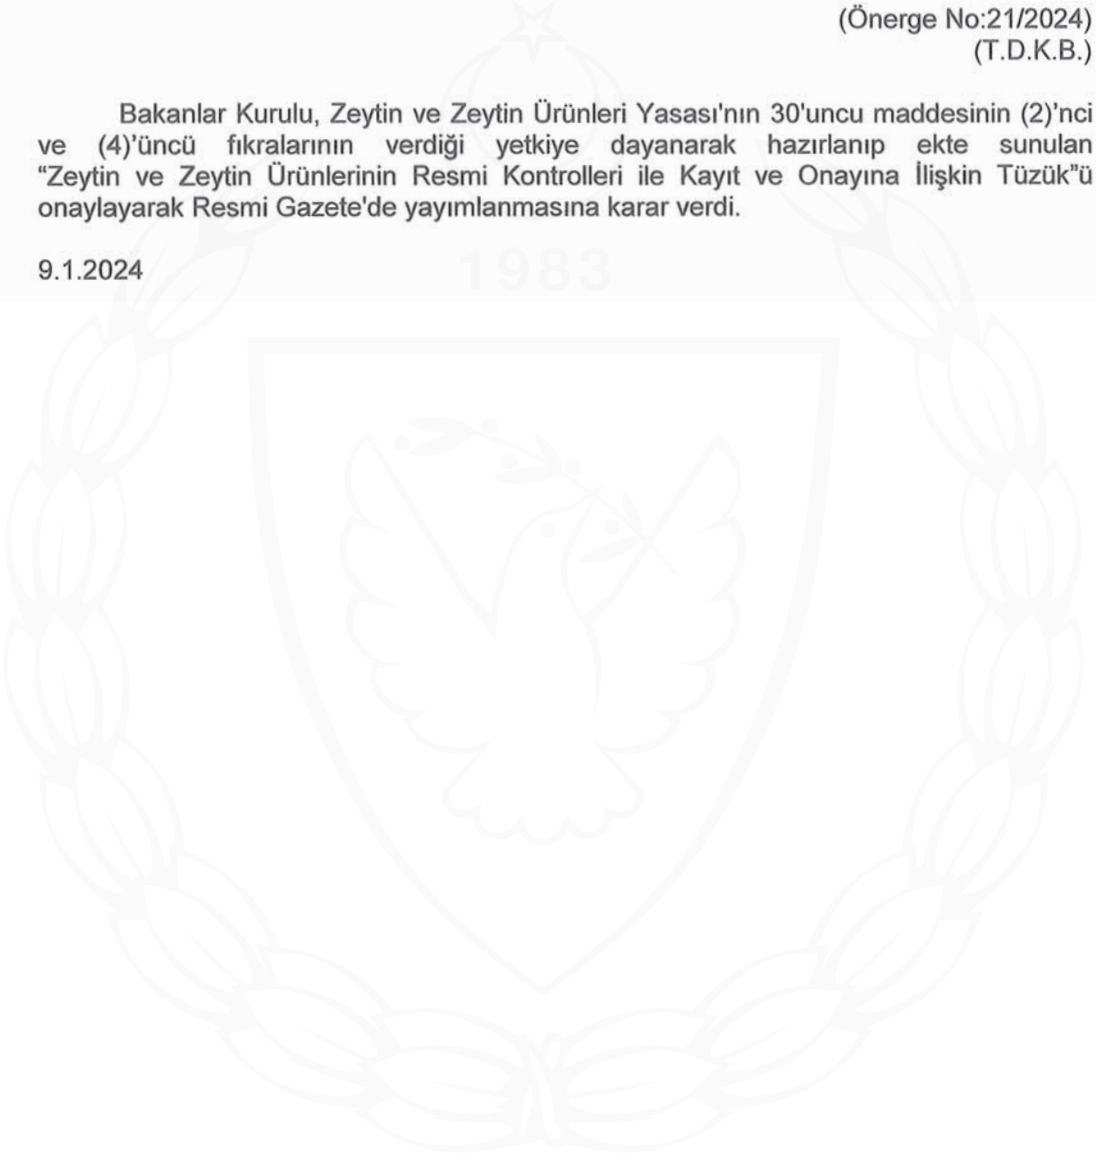 (Önerge No:21/2024)
(T.D.K.B.)
Bakanlar Kurulu, Zeytin ve Zeytin Ürünleri Yasası'nın 30'uncu maddesinin (2)'nci
ve (4)'üncü fıkralarının verdiği yetkiye dayanarak hazırlanıp ekte sunulan
“Zeytin ve Zeytin Ürünlerinin Resmi Kontrolleri ile Kayıt ve Onayına İlişkin Tüzük”ü
onaylayarak Resmi Gazete'de yayımlanmasına karar verdi.
9.1.2024
1983